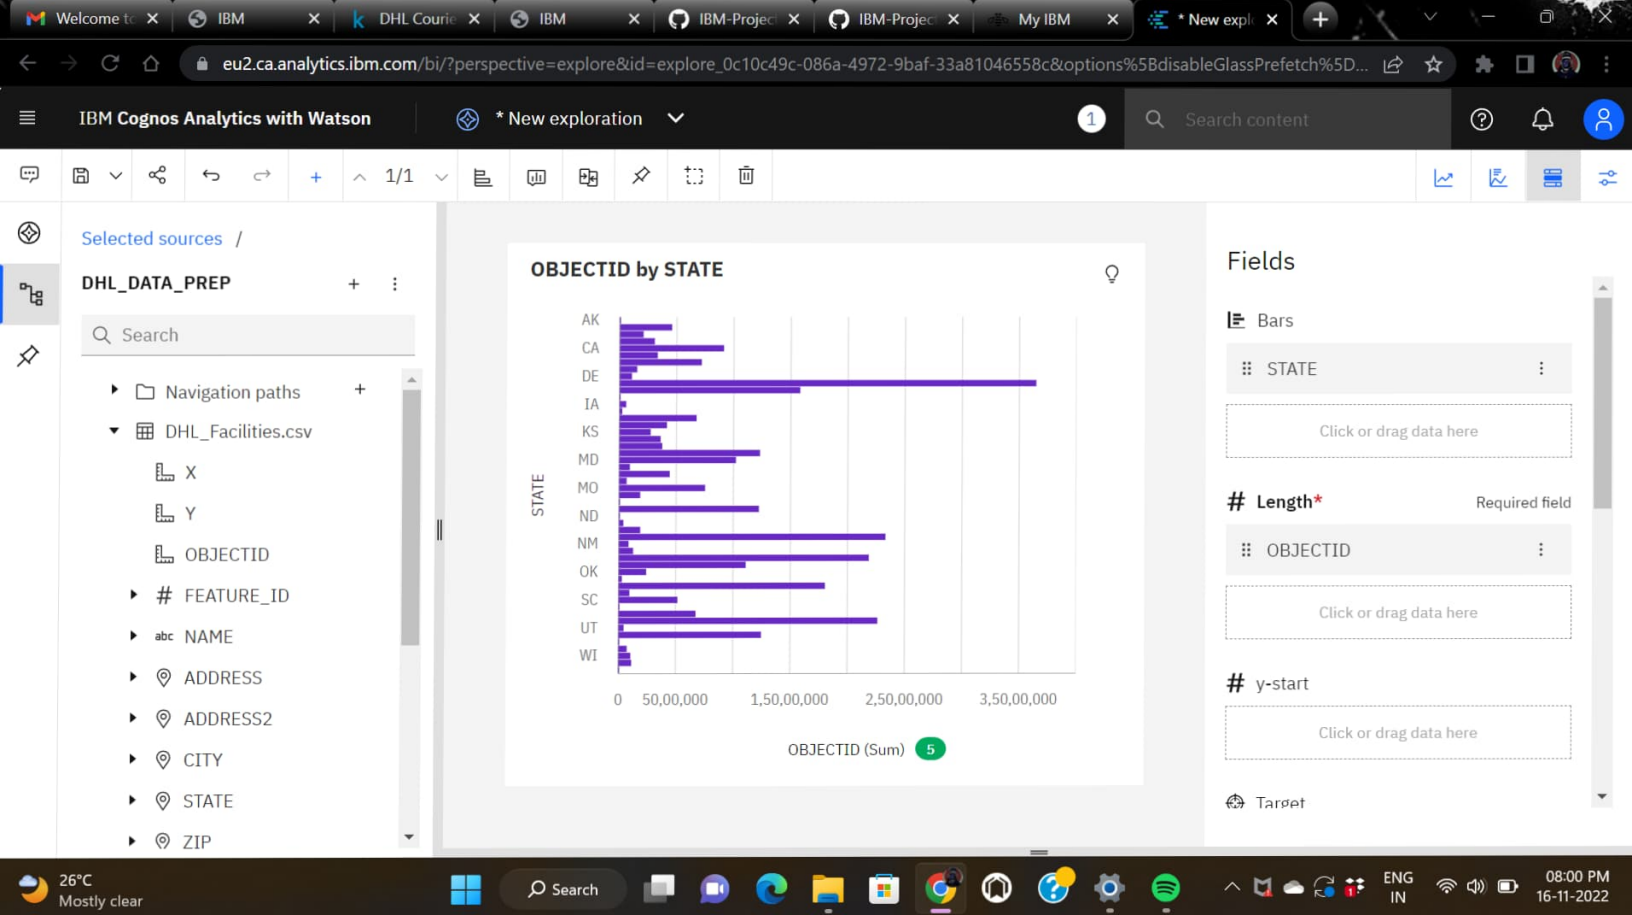 Welcome to
IBM
DHL Courie
IBM
IBM-Projec
IBM-Projec
My IBM
* New expl
eu2.ca.analytics.ibm.com/bi/?perspective=explore&id=explore_0c10c49c-086a-4972-9baf-33a81046558c&options%5BdisableGlassPrefetch%5D...
IBM Cognos Analytics with Watson
* New exploration
1
Search content
1/1
Selected sources /
DHL_DATA_PREP
Search
Navigation paths
DHL_Facilities.csv
X
Y
OBJECTID
# FEATURE_ID
abc NAME
ADDRESS
ADDRESS2
CITY
STATE
ZIP
OBJECTID by STATE
STATE
AK
CA
DE
IA
KS
MD
MO
ND
NM
OK
SC
UT
WI
0 50,00,000 1,50,00,000 2,50,00,000 3,50,00,000
OBJECTID (Sum) 5
Fields
Bars
STATE
Click or drag data here
# Length* Required field
OBJECTID
Click or drag data here
# y-start
Click or drag data here
Target
26°C
Mostly clear
Search
1
ENG
IN
08:00 PM
16-11-2022